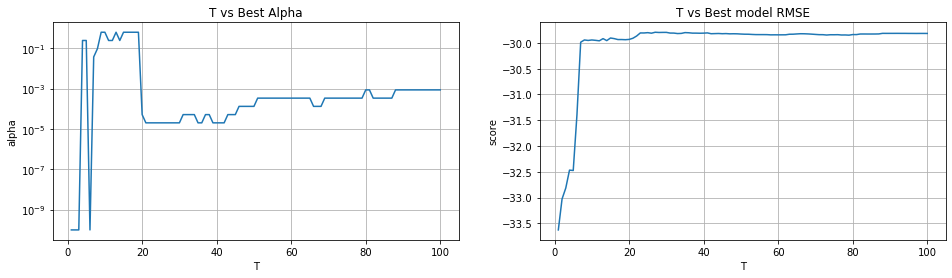 T vs Best Alpha
alpha
10⁻¹
10⁻³
10⁻⁵
10⁻⁷
10⁻⁹
0 20 40 60 80 100
T
T vs Best model RMSE
score
−30.0
−30.5
−31.0
−31.5
−32.0
−32.5
−33.0
−33.5
0 20 40 60 80 100
T